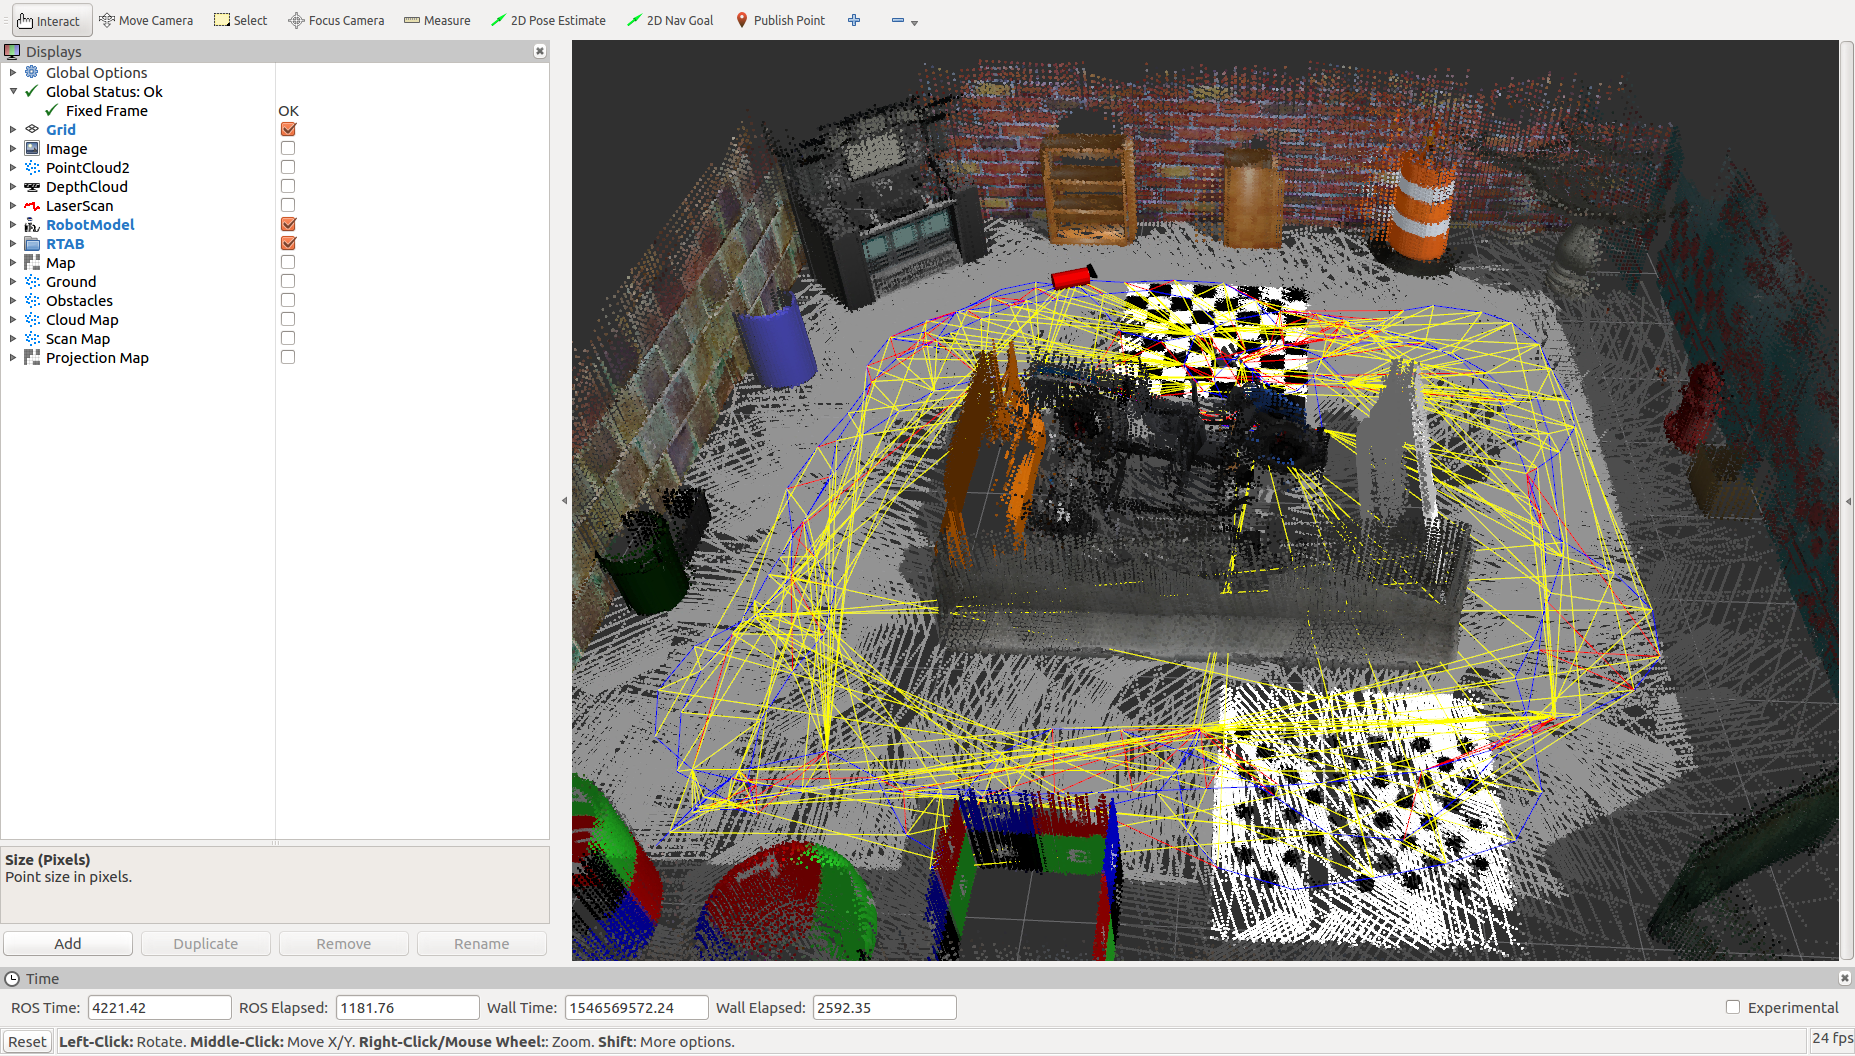 Interact Move Camera Select Focus Camera Measure 2D Pose Estimate 2D Nav Goal Publish Point
Displays
Global Options
Global Status: Ok
Fixed Frame OK
Grid
Image
PointCloud2
DepthCloud
LaserScan
RobotModel
RTAB
Map
Ground
Obstacles
Cloud Map
Scan Map
Projection Map
Size (Pixels)
Point size in pixels.
Add Duplicate Remove Rename
Time
ROS Time: 4221.42 ROS Elapsed: 1181.76 Wall Time: 1546569572.24 Wall Elapsed: 2592.35 Experimental
Reset Left-Click: Rotate. Middle-Click: Move X/Y. Right-Click/Mouse Wheel:: Zoom. Shift: More options. 24 fps